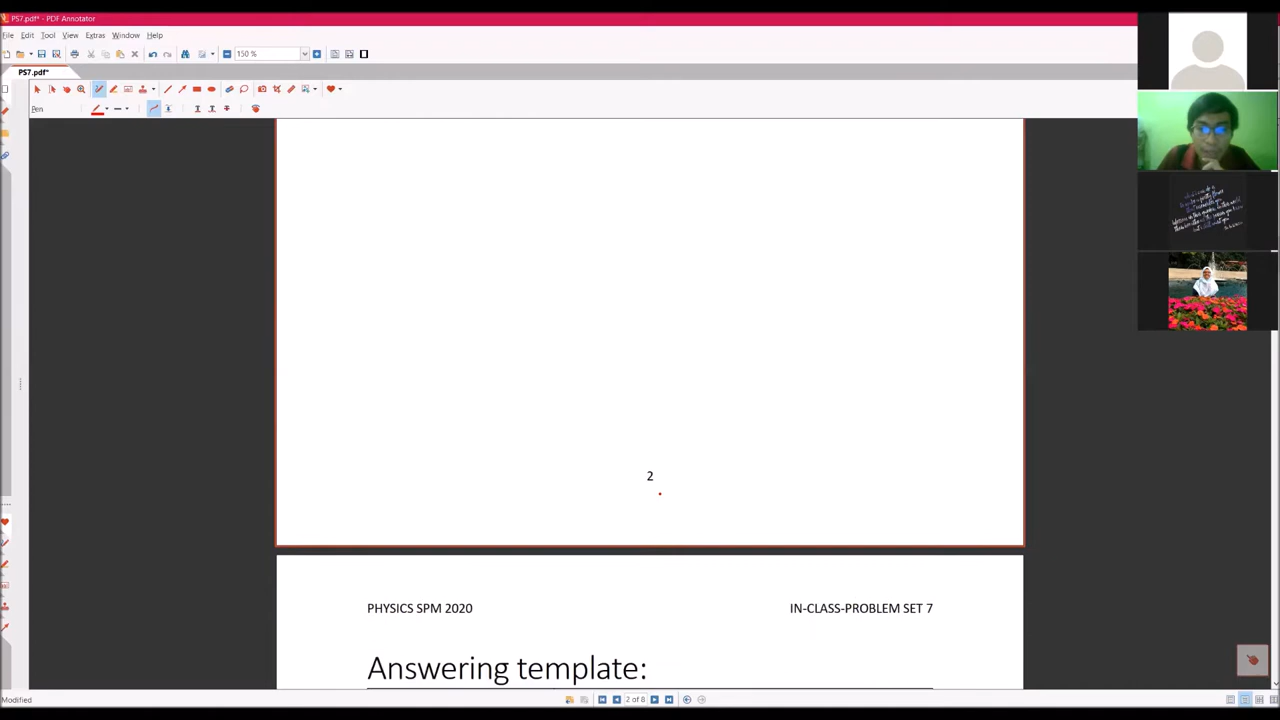 PS7.pdf* - PDF Annotator
File Edit Tool View Extras Window Help
150 %
PS7.pdf*
Pen
2
PHYSICS SPM 2020 IN-CLASS-PROBLEM SET 7
Answering template:
Modified 2 of 8